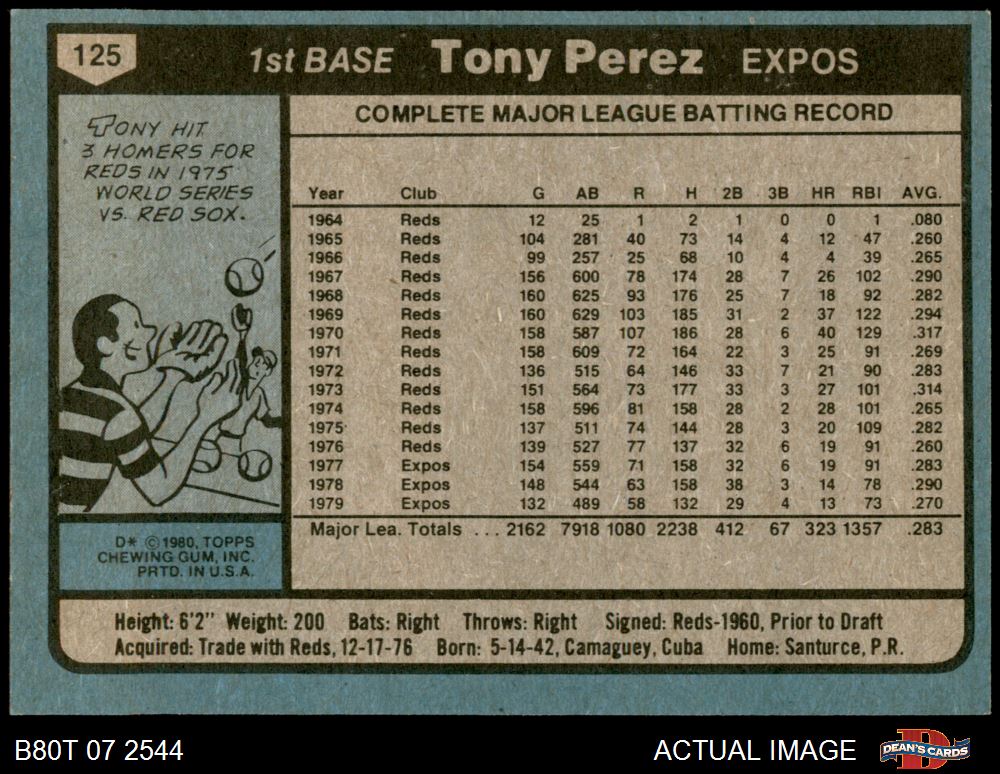 125
1st BASE Tony Perez EXPOS
TONY HIT
3 HOMERS FOR
REDS IN 1975
WORLD SERIES
VS. RED SOX.
D* © 1980, TOPPS
CHEWING GUM, INC.
PRTD. IN U.S.A.
COMPLETE MAJOR LEAGUE BATTING RECORD
Year Club G AB R H 2B 3B HR RBI AVG.
1964 Reds 12 25 1 2 1 0 0 1 .080
1965 Reds 104 281 40 73 14 4 12 47 .260
1966 Reds 99 257 25 68 10 4 4 39 .265
1967 Reds 156 600 78 174 28 7 26 102 .290
1968 Reds 160 625 93 176 25 7 18 92 .282
1969 Reds 160 629 103 185 31 2 37 122 .294
1970 Reds 158 587 107 186 28 6 40 129 .317
1971 Reds 158 609 72 164 22 3 25 91 .269
1972 Reds 136 515 64 146 33 7 21 90 .283
1973 Reds 151 564 73 177 33 3 27 101 .314
1974 Reds 158 596 81 158 28 2 28 101 .265
1975 Reds 137 511 74 144 28 3 20 109 .282
1976 Reds 139 527 77 137 32 6 19 91 .260
1977 Expos 154 559 71 158 32 6 19 91 .283
1978 Expos 148 544 63 158 38 3 14 78 .290
1979 Expos 132 489 58 132 29 4 13 73 .270
Major Lea. Totals ... 2162 7918 1080 2238 412 67 323 1357 .283
Height: 6'2" Weight: 200 Bats: Right Throws: Right Signed: Reds-1960, Prior to Draft
Acquired: Trade with Reds, 12-17-76 Born: 5-14-42, Camaguey, Cuba Home: Santurce, P.R.
B80T 07 2544 ACTUAL IMAGE DEAN'S CARDS